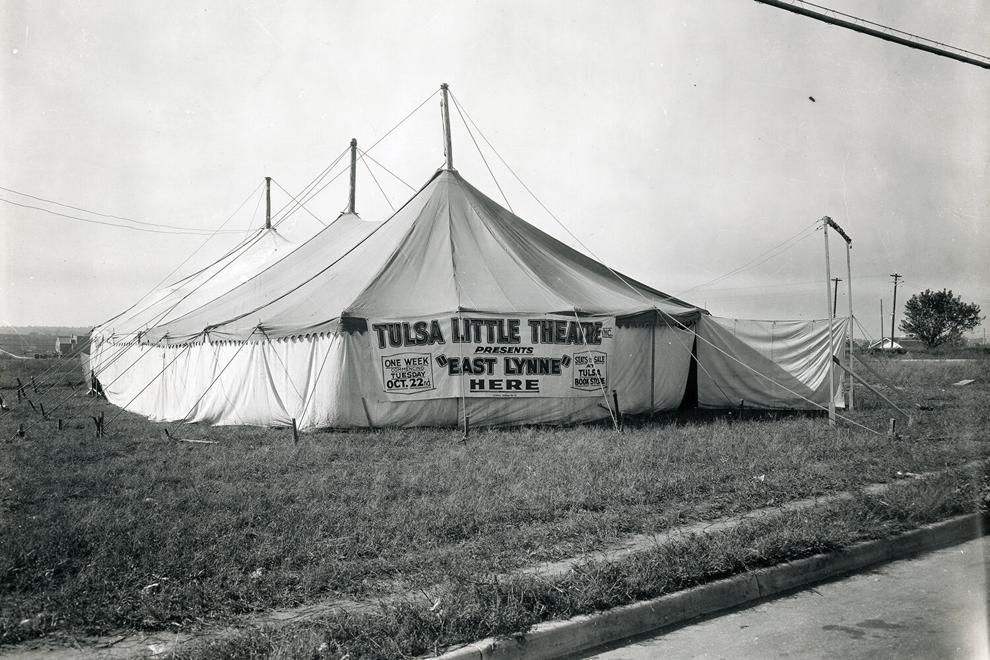 TULSA LITTLE THEATRE INC.
PRESENTS
"EAST LYNNE"
HERE
ONE WEEK
COMMENCING
TUESDAY
OCT. 22nd
SEATS ON SALE
AT
TULSA
BOOK STORE